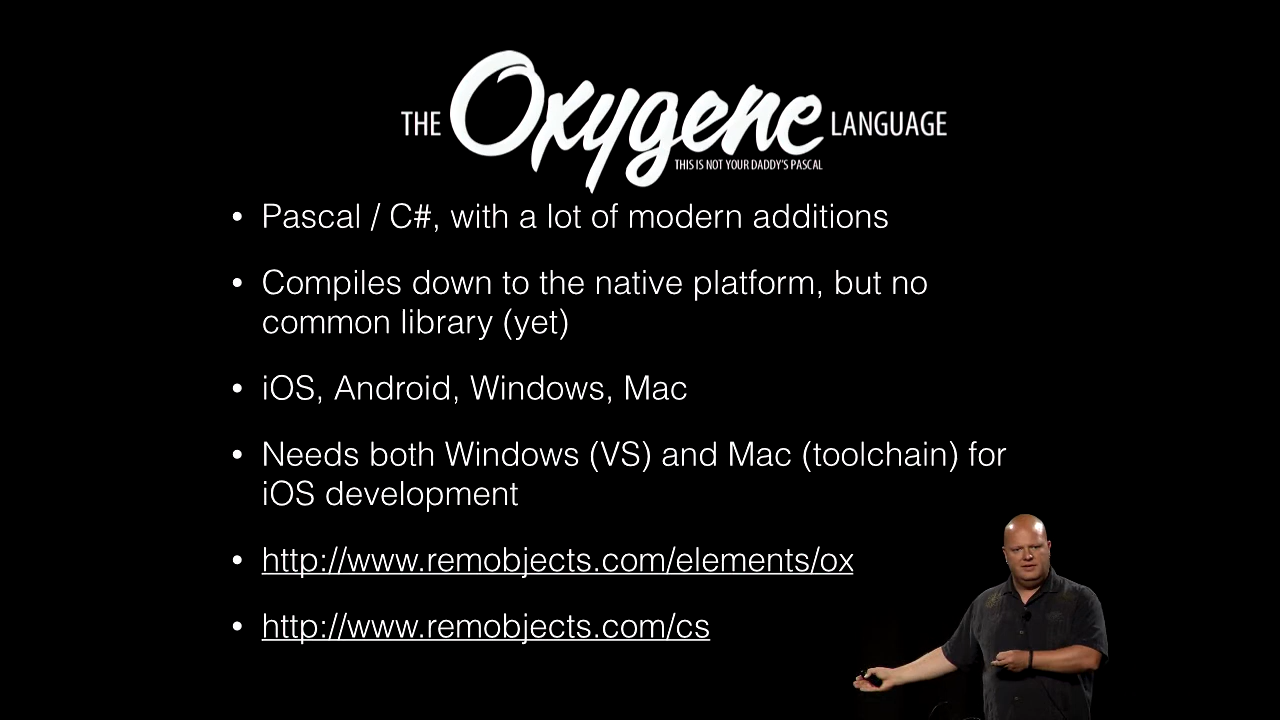 THE Oxygene LANGUAGE
THIS IS NOT YOUR DADDY'S PASCAL
• Pascal / C#, with a lot of modern additions
• Compiles down to the native platform, but no
common library (yet)
• iOS, Android, Windows, Mac
• Needs both Windows (VS) and Mac (toolchain) for
iOS development
• http://www.remobjects.com/elements/ox
• http://www.remobjects.com/cs